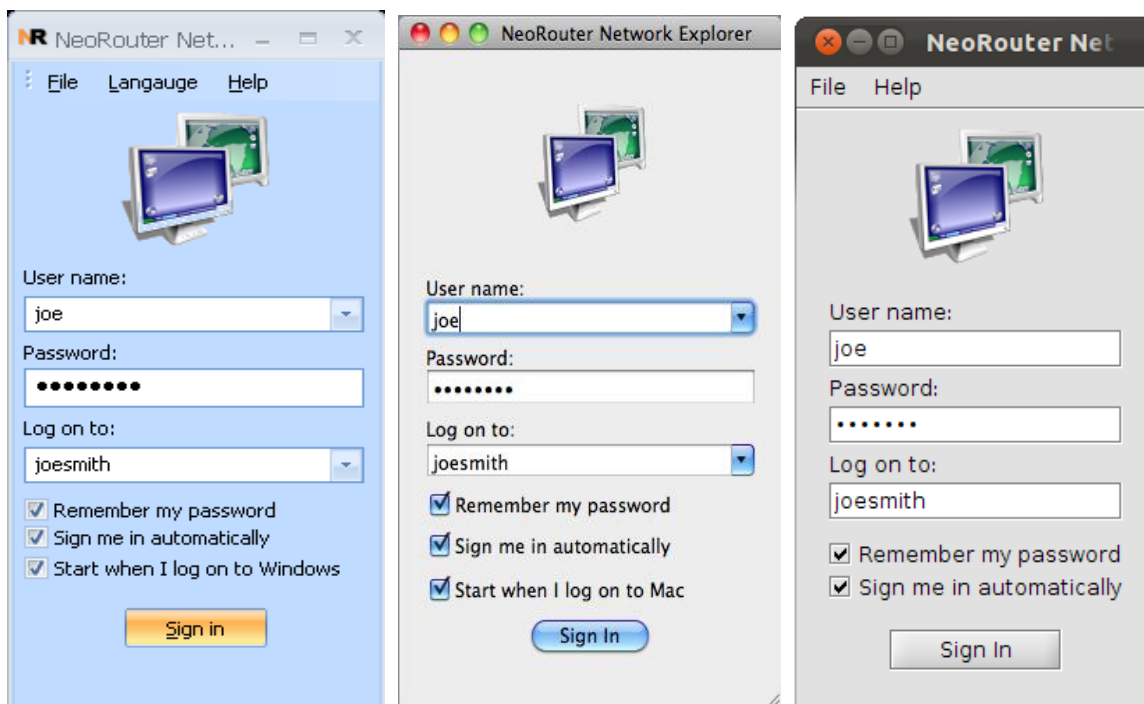 NR NeoRouter Net...
File Langauge Help
User name:
joe
Password:
••••••••
Log on to:
joesmith
Remember my password
Sign me in automatically
Start when I log on to Windows
Sign in
NeoRouter Network Explorer
User name:
joe
Password:
••••••••
Log on to:
joesmith
Remember my password
Sign me in automatically
Start when I log on to Mac
Sign In
NeoRouter Net
File Help
User name:
joe
Password:
•••••••
Log on to:
joesmith
Remember my password
Sign me in automatically
Sign In